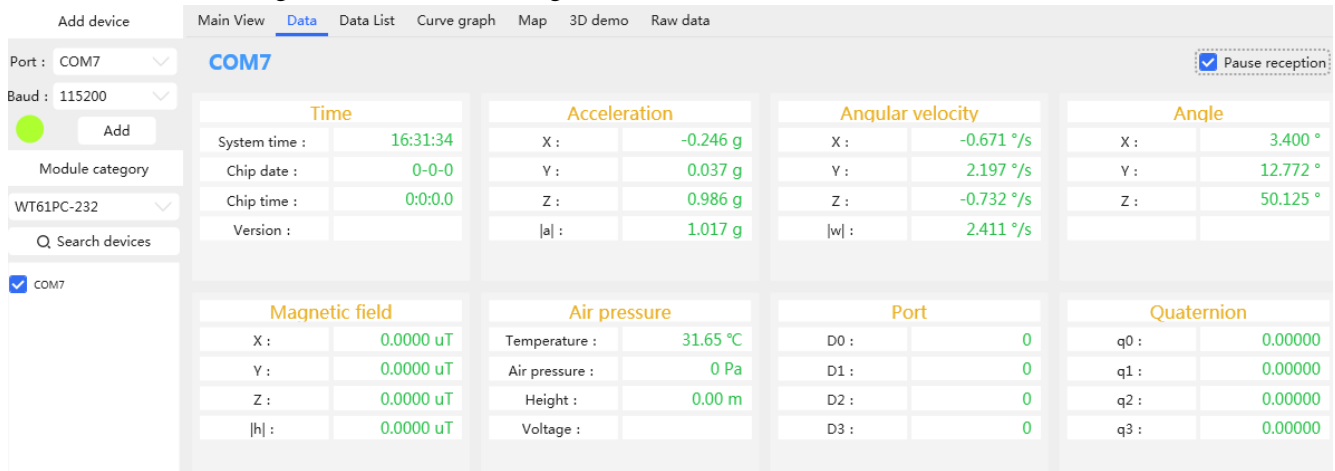 Add device
Main View Data Data List Curve graph Map 3D demo Raw data
Port : COM7
COM7
Pause reception
Baud : 115200
Add
Module category
WT61PC-232
Search devices
COM7
Time
System time : 16:31:34
Chip date : 0-0-0
Chip time : 0:0:0.0
Version :
Acceleration
X : -0.246 g
Y : 0.037 g
Z : 0.986 g
|a| : 1.017 g
Angular velocity
X : -0.671 °/s
Y : 2.197 °/s
Z : -0.732 °/s
|w| : 2.411 °/s
Angle
X : 3.400 °
Y : 12.772 °
Z : 50.125 °
Magnetic field
X : 0.0000 uT
Y : 0.0000 uT
Z : 0.0000 uT
|h| : 0.0000 uT
Air pressure
Temperature : 31.65 °C
Air pressure : 0 Pa
Height : 0.00 m
Voltage :
Port
D0 : 0
D1 : 0
D2 : 0
D3 : 0
Quaternion
q0 : 0.00000
q1 : 0.00000
q2 : 0.00000
q3 : 0.00000